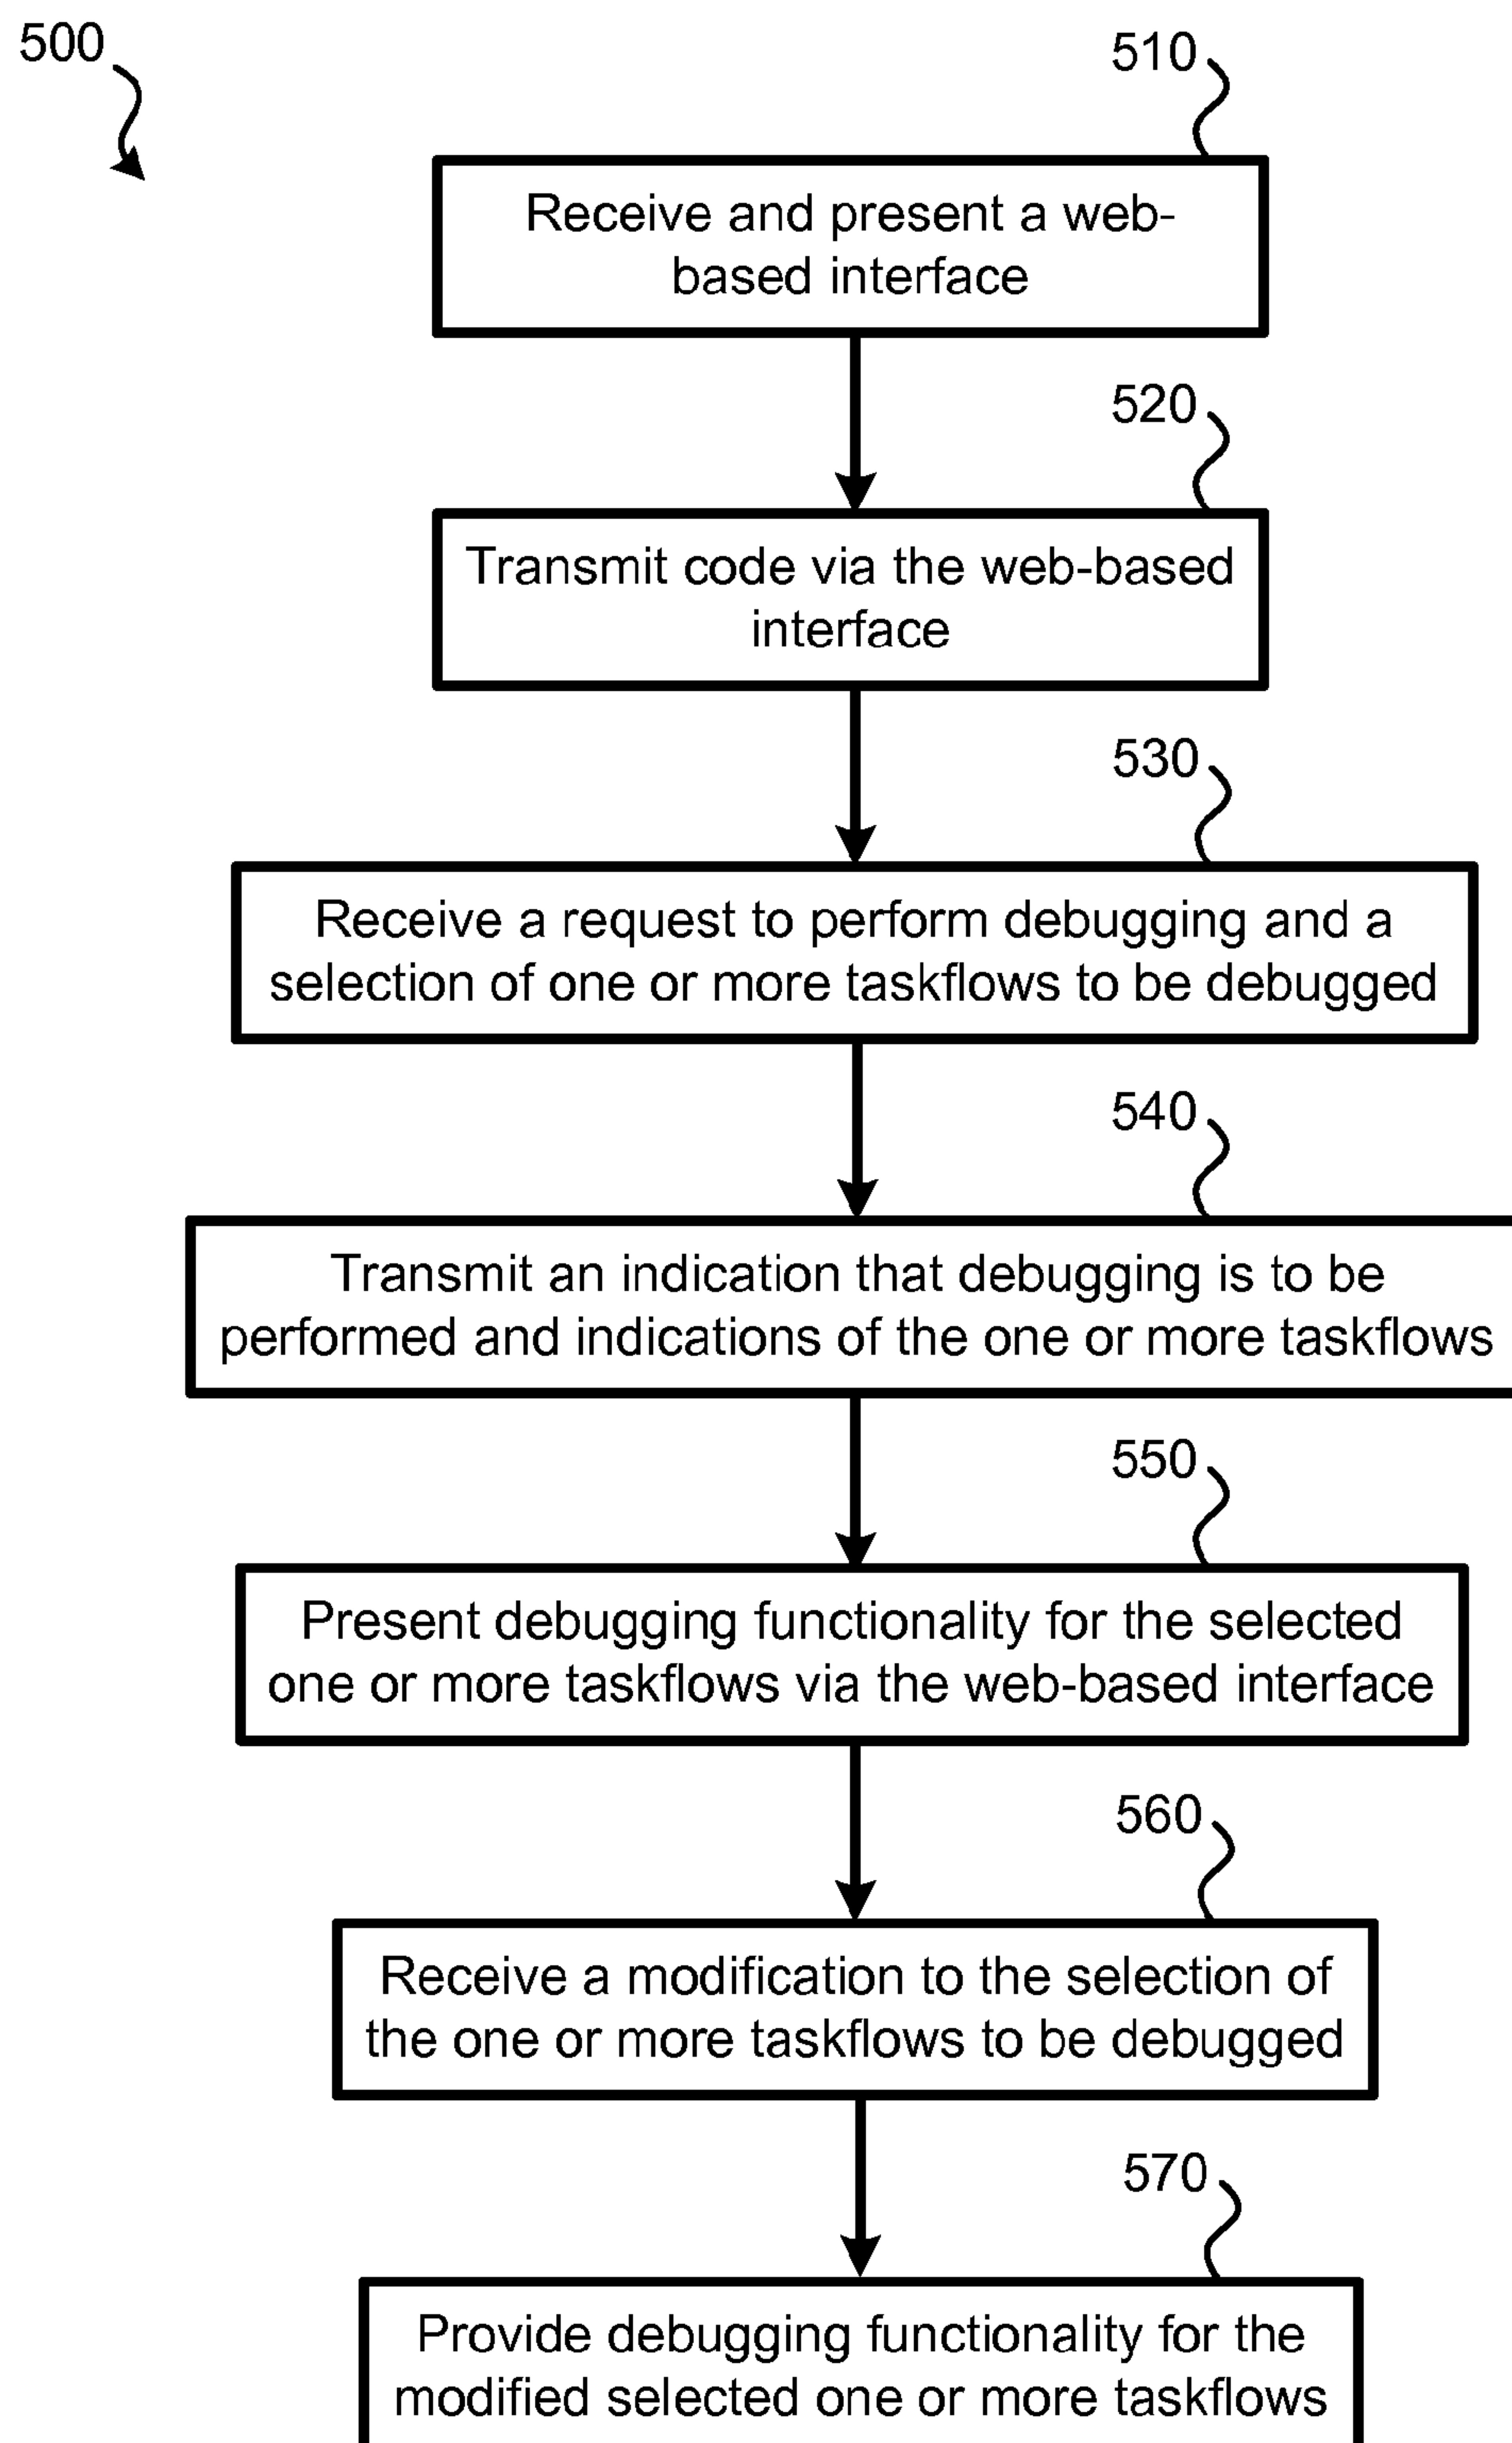 500
510
Receive and present a web-
based interface
520
Transmit code via the web-based
interface
530
Receive a request to perform debugging and a
selection of one or more taskflows to be debugged
540
Transmit an indication that debugging is to be
performed and indications of the one or more taskflows
550
Present debugging functionality for the selected
one or more taskflows via the web-based interface
560
Receive a modification to the selection of
the one or more taskflows to be debugged
570
Provide debugging functionality for the
modified selected one or more taskflows